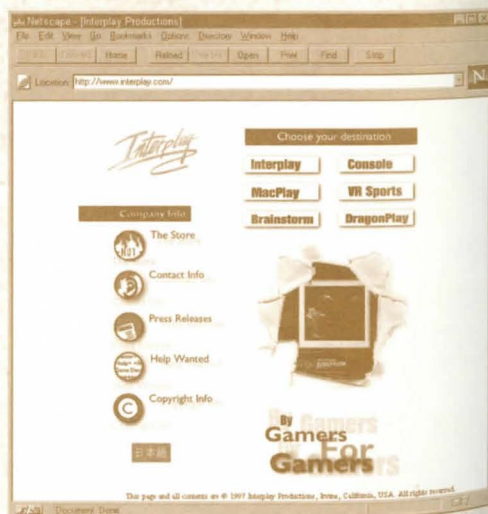 Netscape - [Interplay Productions]
File Edit View Go Bookmarks Options Directory Window Help
Home Reload Open Print Find Stop
Location: http://www.interplay.com/
N
Interplay
Choose your destination
Interplay Console
MacPlay VR Sports
Brainstorm DragonPlay
Company Info
The Store
Contact Info
Press Releases
Help Wanted
Copyright Info
日本語
By
Gamers
For
Gamers
This page and all contents are © 1997 Interplay Productions, Irvine, California, USA. All rights reserved.
Document: Done